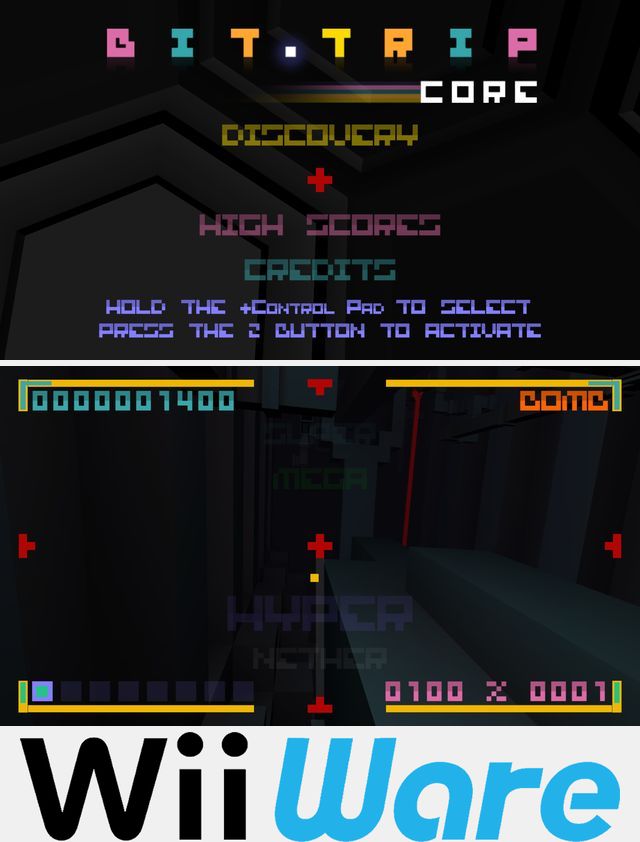 BIT.TRIP
CORE
DISCOVERY
HIGH SCORES
CREDITS
HOLD THE +Control Pad TO SELECT
PRESS THE Z BUTTON TO ACTIVATE
0000001400
BOMB
SUPER
MEGA
HYPER
NETHER
0100 X 0001
WiiWare